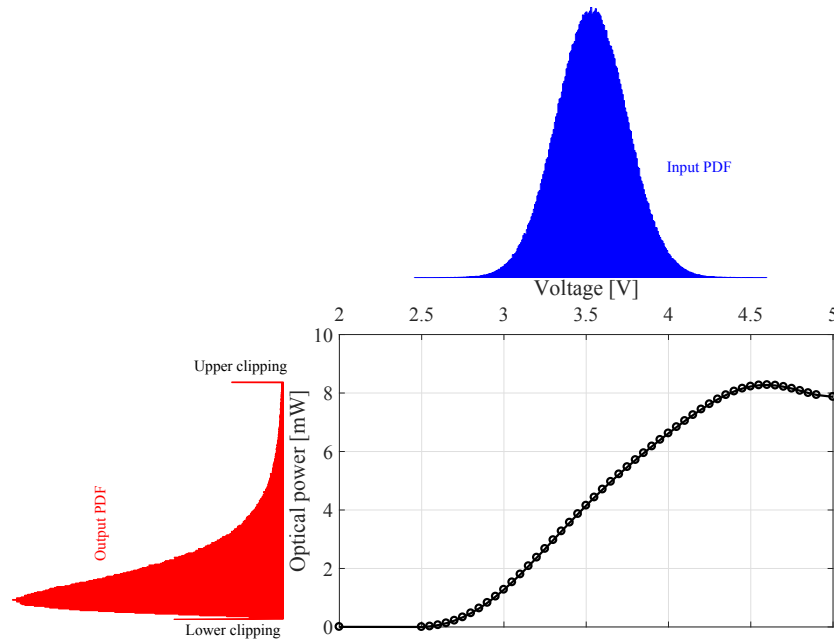 Input PDF
Voltage [V]
2 2.5 3 3.5 4 4.5 5
Upper clipping
Output PDF
Lower clipping
Optical power [mW]
10
8
6
4
2
0